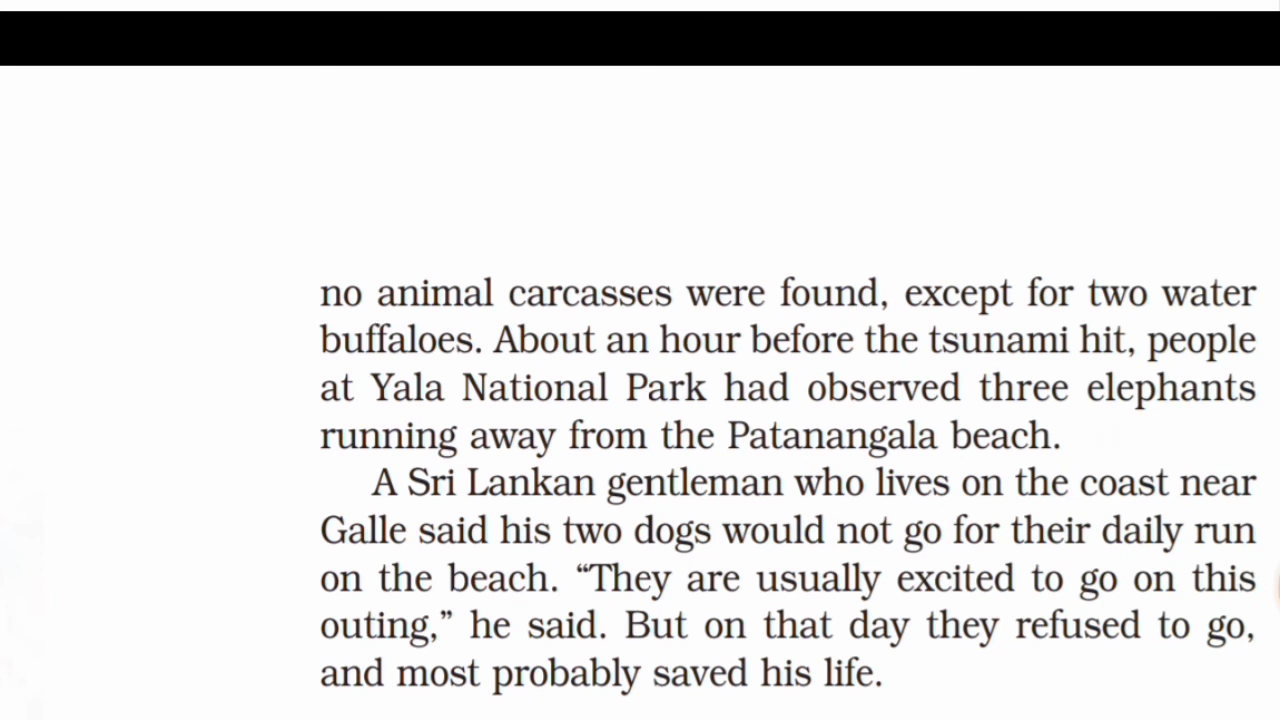 no animal carcasses were found, except for two water
buffaloes. About an hour before the tsunami hit, people
at Yala National Park had observed three elephants
running away from the Patanangala beach.
A Sri Lankan gentleman who lives on the coast near
Galle said his two dogs would not go for their daily run
on the beach. “They are usually excited to go on this
outing,” he said. But on that day they refused to go,
and most probably saved his life.